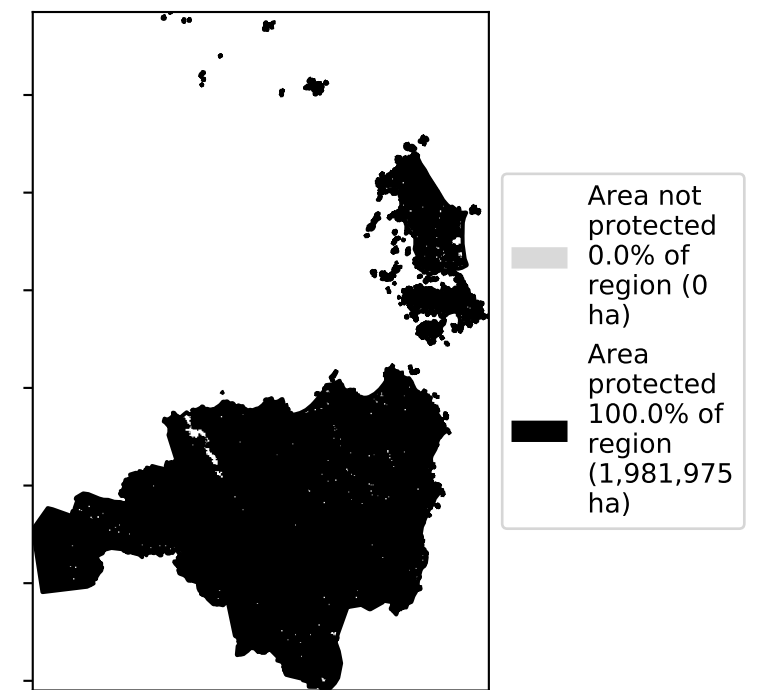 Area not
protected
0.0% of
region (0
ha)
Area
protected
100.0% of
region
(1,981,975
ha)